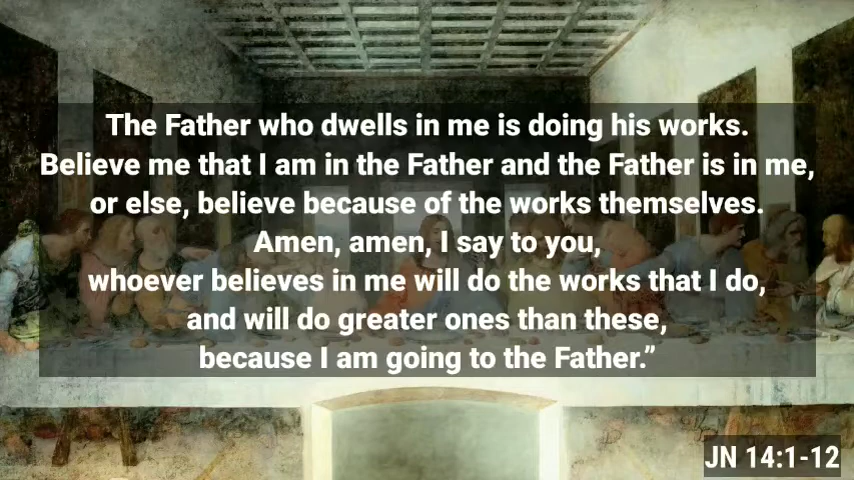 The Father who dwells in me is doing his works.
Believe me that I am in the Father and the Father is in me,
or else, believe because of the works themselves.
Amen, amen, I say to you,
whoever believes in me will do the works that I do,
and will do greater ones than these,
because I am going to the Father.”
JN 14:1-12